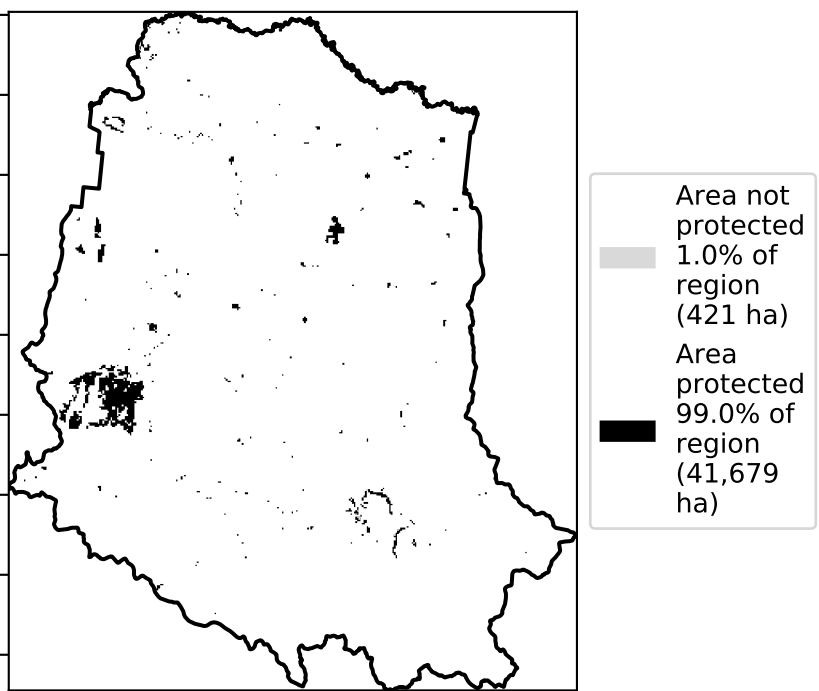 Area not
protected
1.0% of
region
(421 ha)
Area
protected
99.0% of
region
(41,679
ha)